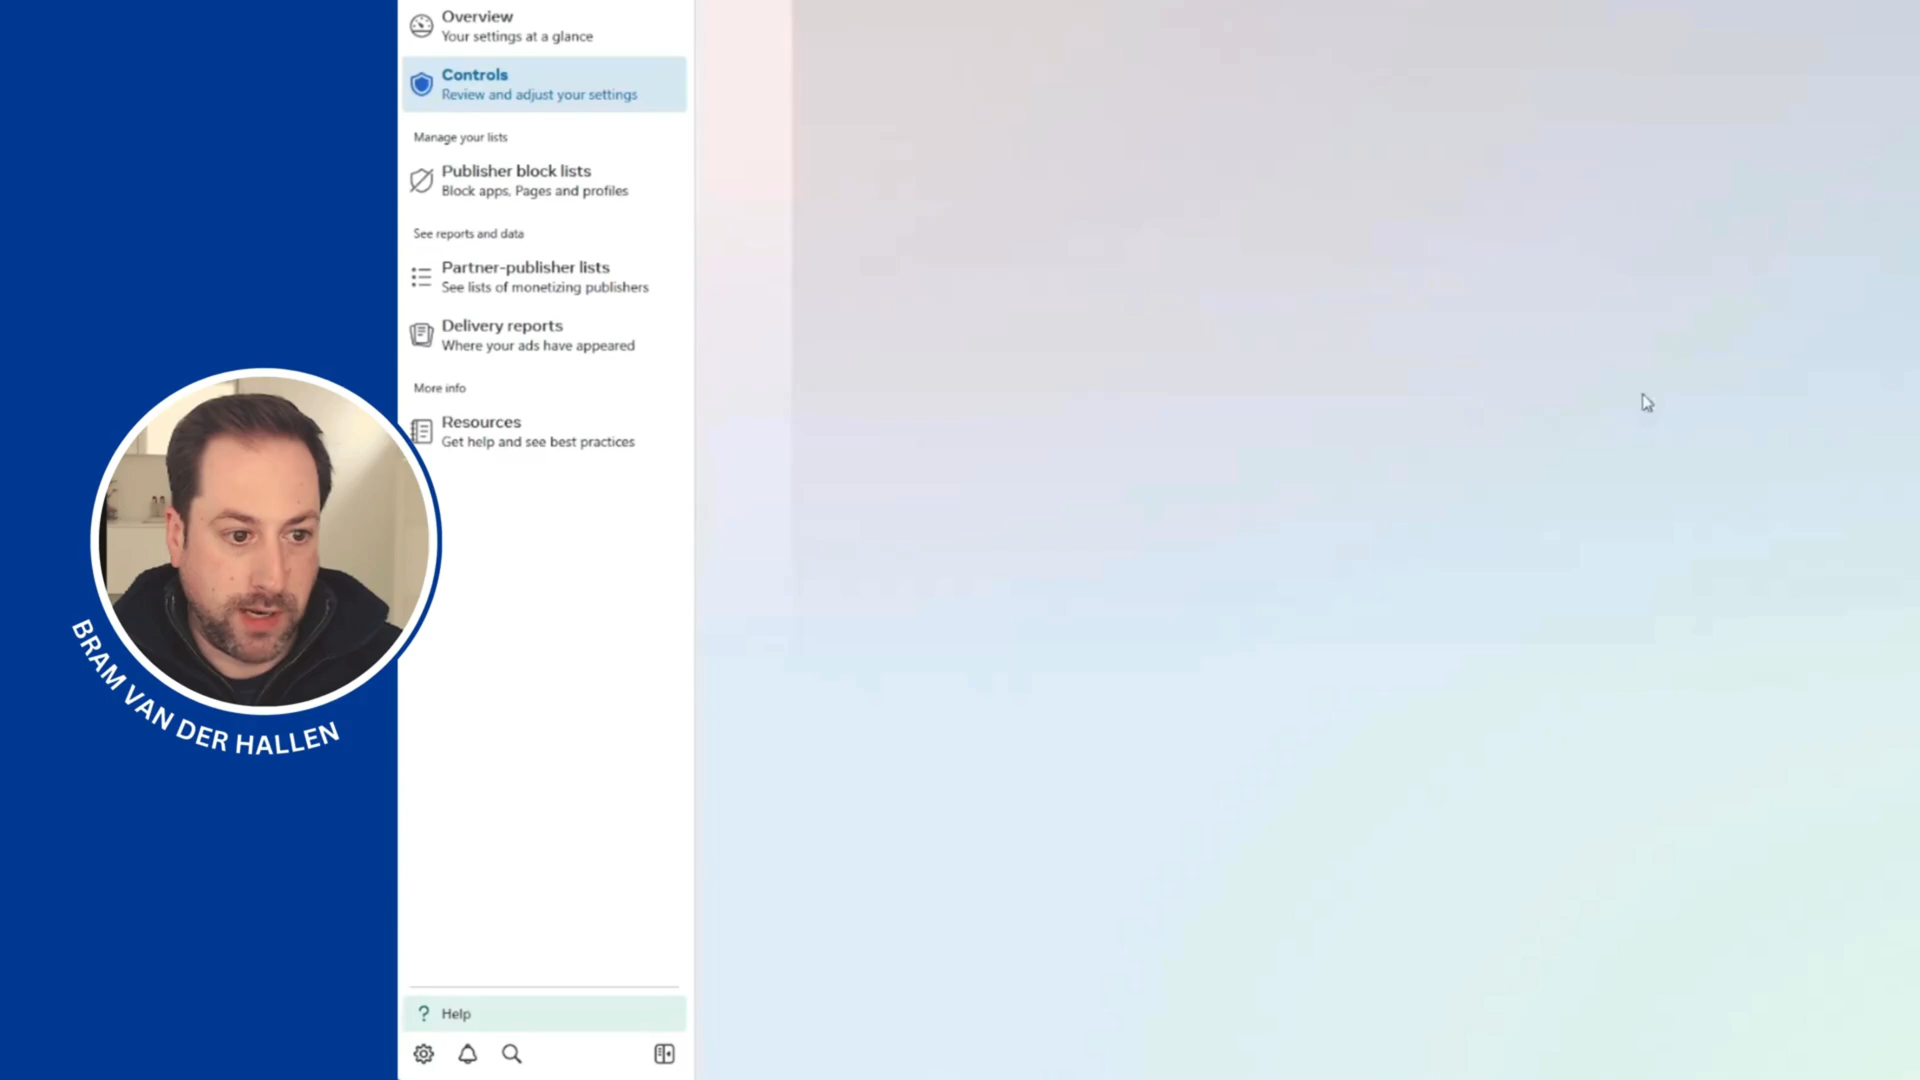 Overview
Your settings at a glance
Controls
Review and adjust your settings
Manage your lists
Publisher block lists
Block apps, Pages and profiles
See reports and data
Partner-publisher lists
See lists of monetizing publishers
Delivery reports
Where your ads have appeared
More info
Resources
Get help and see best practices
BRAM VAN DER HALLEN
? Help